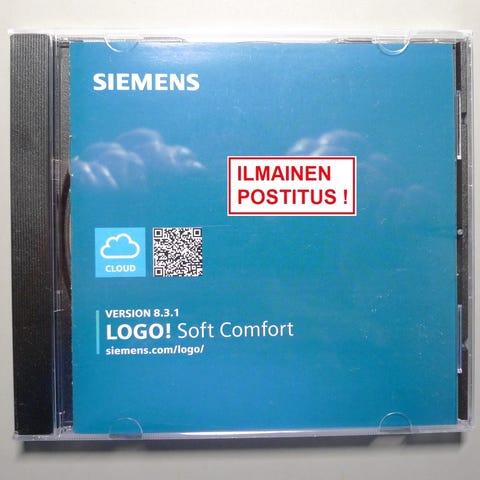 SIEMENS
ILMAINEN
POSTITUS !
CLOUD
VERSION 8.3.1
LOGO! Soft Comfort
siemens.com/logo/